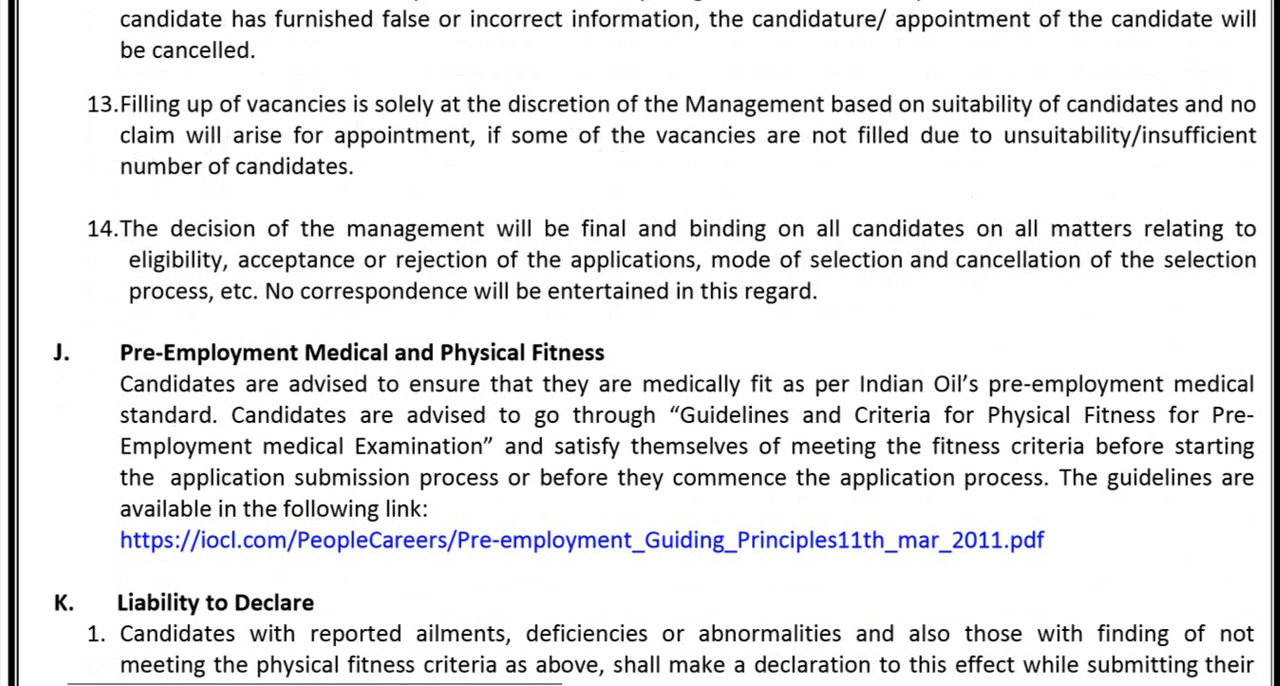 candidate has furnished false or incorrect information, the candidature/ appointment of the candidate will
be cancelled.
13.Filling up of vacancies is solely at the discretion of the Management based on suitability of candidates and no
claim will arise for appointment, if some of the vacancies are not filled due to unsuitability/insufficient
number of candidates.
14.The decision of the management will be final and binding on all candidates on all matters relating to
eligibility, acceptance or rejection of the applications, mode of selection and cancellation of the selection
process, etc. No correspondence will be entertained in this regard.
J. Pre-Employment Medical and Physical Fitness
Candidates are advised to ensure that they are medically fit as per Indian Oil’s pre-employment medical
standard. Candidates are advised to go through “Guidelines and Criteria for Physical Fitness for Pre-
Employment medical Examination” and satisfy themselves of meeting the fitness criteria before starting
the application submission process or before they commence the application process. The guidelines are
available in the following link:
https://iocl.com/PeopleCareers/Pre-employment_Guiding_Principles11th_mar_2011.pdf
K. Liability to Declare
1. Candidates with reported ailments, deficiencies or abnormalities and also those with finding of not
meeting the physical fitness criteria as above, shall make a declaration to this effect while submitting their